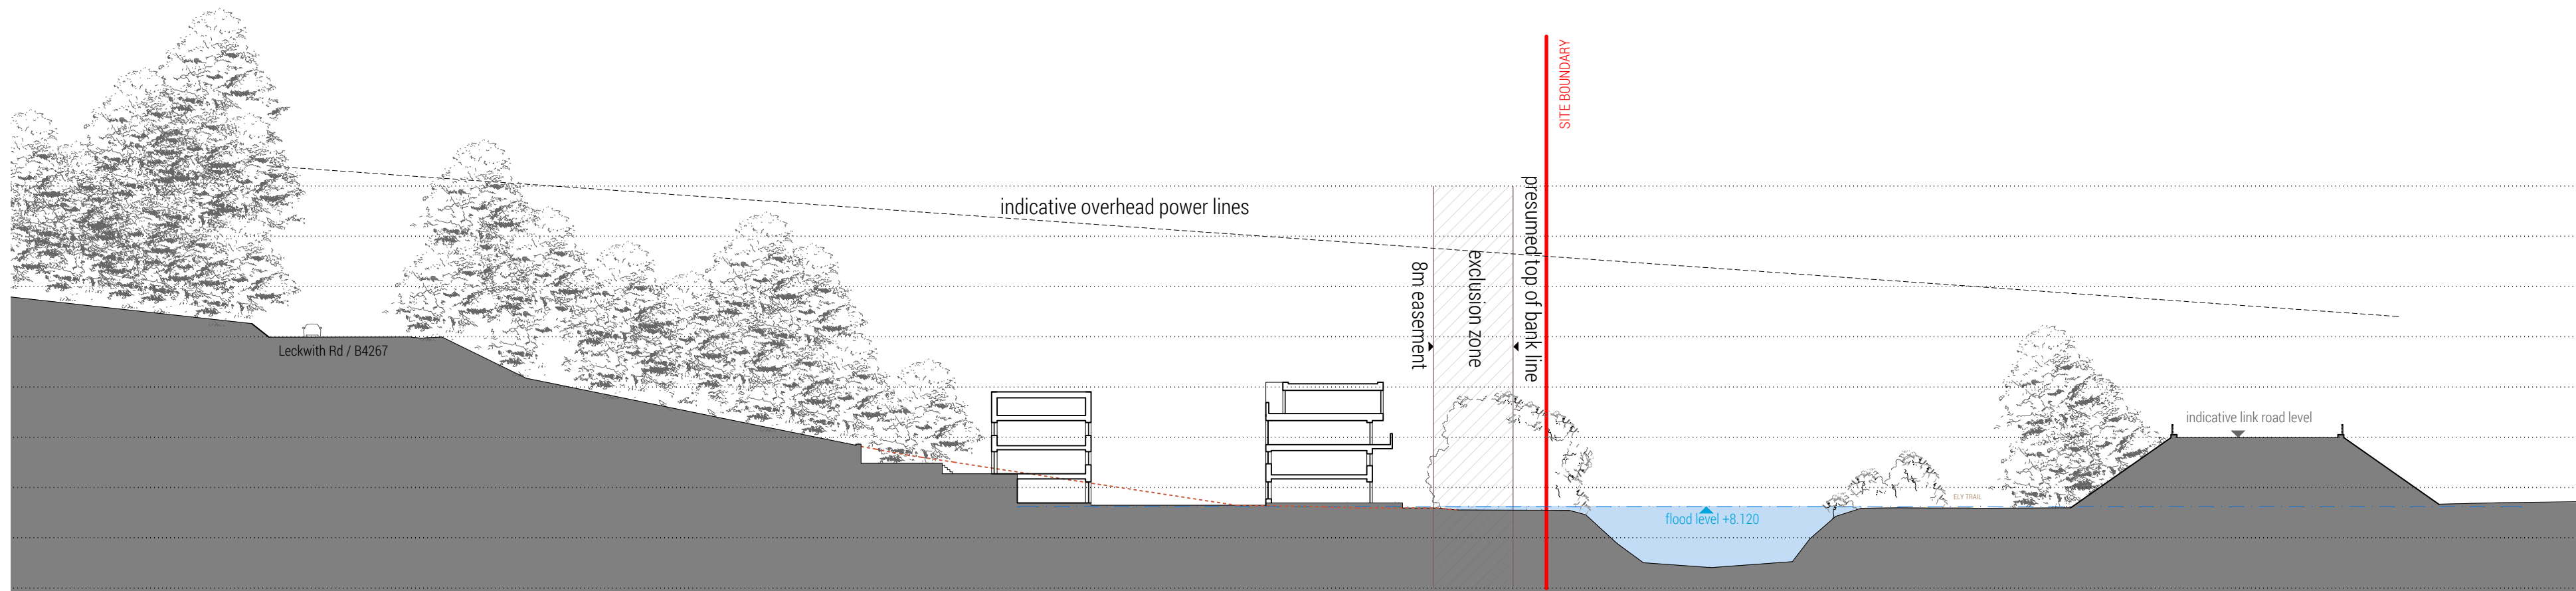 SITE BOUNDARY
indicative overhead power lines
presumed top of bank line
exclusion zone
8m easement
Leckwith Rd / B4267
indicative link road level
ELY TRAIL
flood level +8.120